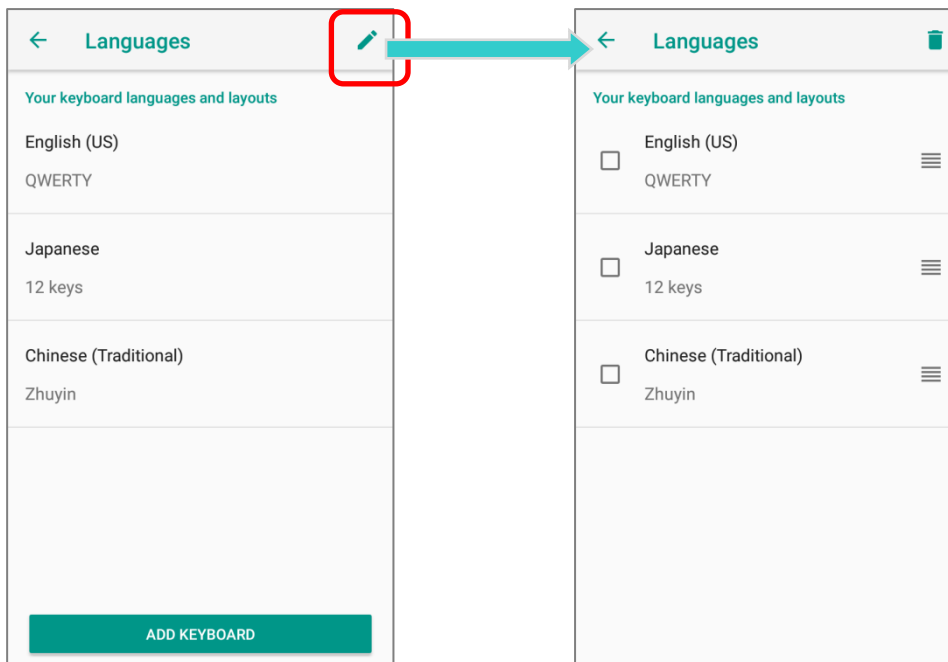 Languages
Your keyboard languages and layouts
English (US)
QWERTY
Japanese
12 keys
Chinese (Traditional)
Zhuyin
ADD KEYBOARD
Languages
Your keyboard languages and layouts
English (US)
QWERTY
Japanese
12 keys
Chinese (Traditional)
Zhuyin